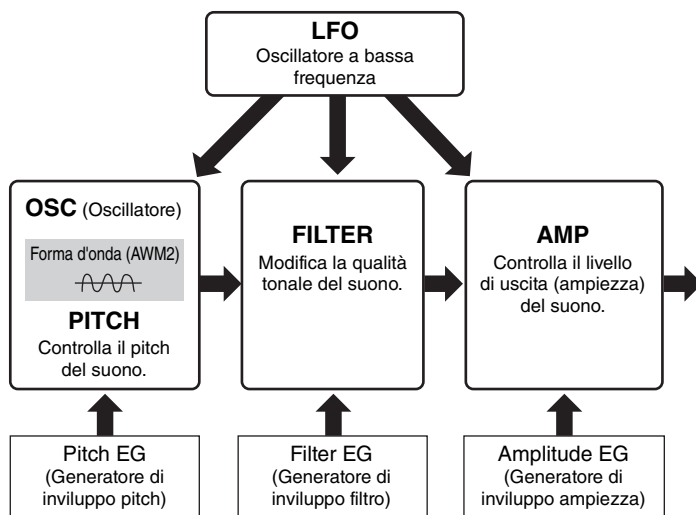 LFO
Oscillatore a bassa
frequenza
OSC (Oscillatore)
Forma d'onda (AWM2)
PITCH
Controlla il pitch
del suono.
FILTER
Modifica la qualità
tonale del suono.
AMP
Controlla il livello
di uscita (ampiezza)
del suono.
Pitch EG
(Generatore di
inviluppo pitch)
Filter EG
(Generatore di
inviluppo filtro)
Amplitude EG
(Generatore di
inviluppo ampiezza)